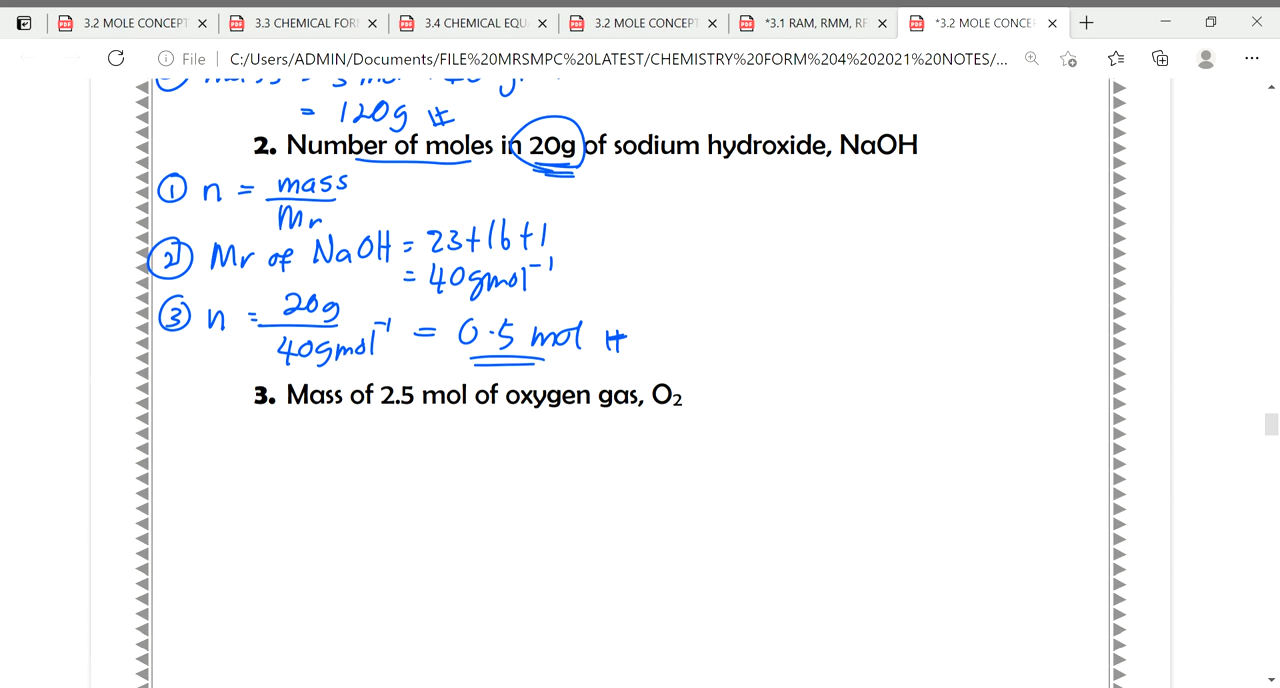 3.2 MOLE CONCEPT
3.3 CHEMICAL FOR
3.4 CHEMICAL EQU
3.2 MOLE CONCEPT
*3.1 RAM, RMM, RF
*3.2 MOLE CONCE
File
C:/Users/ADMIN/Documents/FILE%20MRSMPC%20LATEST/CHEMISTRY%20FORM%204%202021%20NOTES/...
= 120g #
2. Number of moles in 20g of sodium hydroxide, NaOH
① n = mass
Mr
② Mr of NaOH = 23+16+1
= 40gmol⁻¹
③ n = 20g
40gmol⁻¹ = 0.5 mol #
3. Mass of 2.5 mol of oxygen gas, O₂